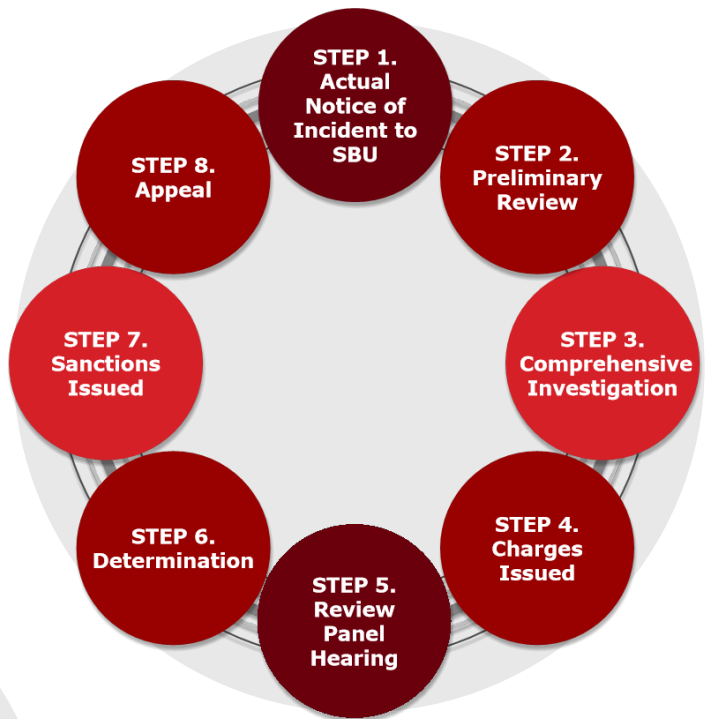 STEP 1.
Actual
Notice of
Incident to
SBU
STEP 2.
Preliminary
Review
STEP 3.
Comprehensive
Investigation
STEP 4.
Charges
Issued
STEP 5.
Review
Panel
Hearing
STEP 6.
Determination
STEP 7.
Sanctions
Issued
STEP 8.
Appeal